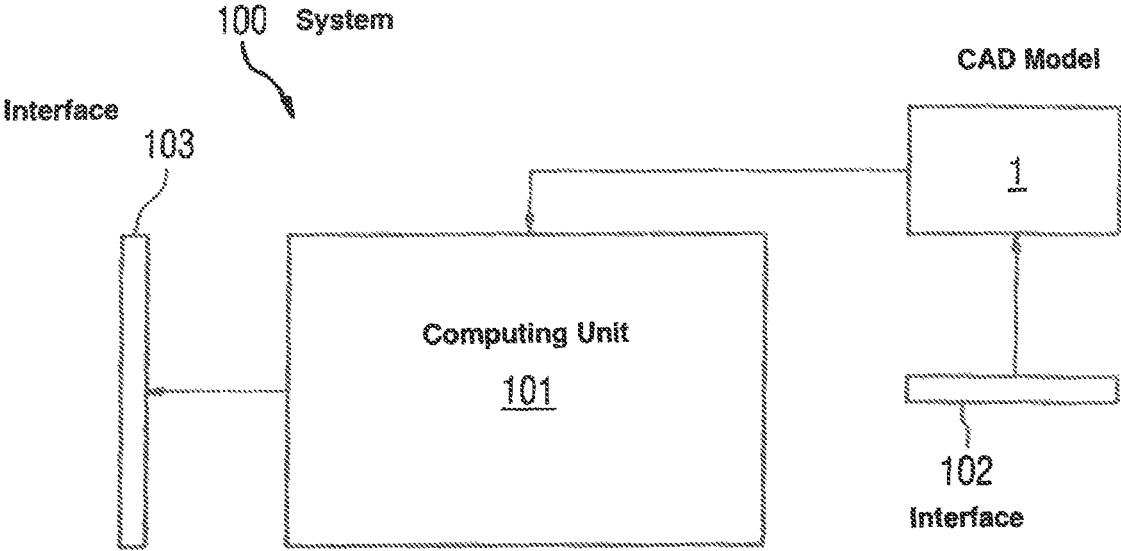 100 System
CAD Model
Interface
103
1
Computing Unit
101
102
Interface